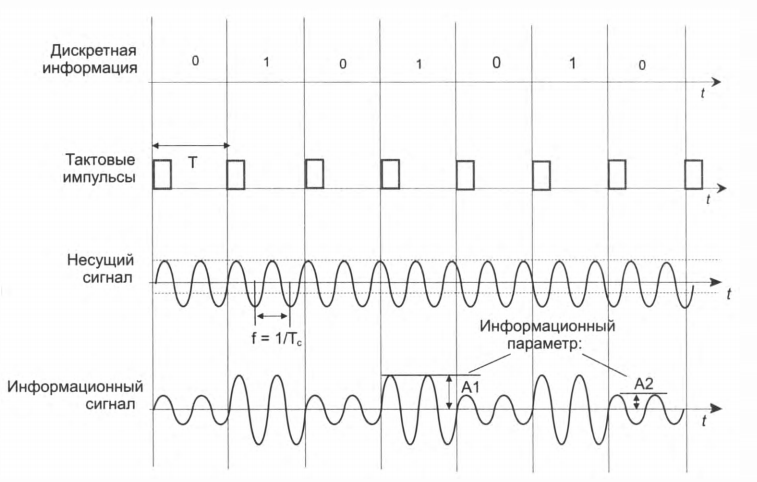 Дискретная
информация
0 1 0 1 0 1 0
t
T
Тактовые
импульсы
t
Несущий
сигнал
t
f = 1/Tc
Информационный
параметр:
Информационный
сигнал
A1
A2
t